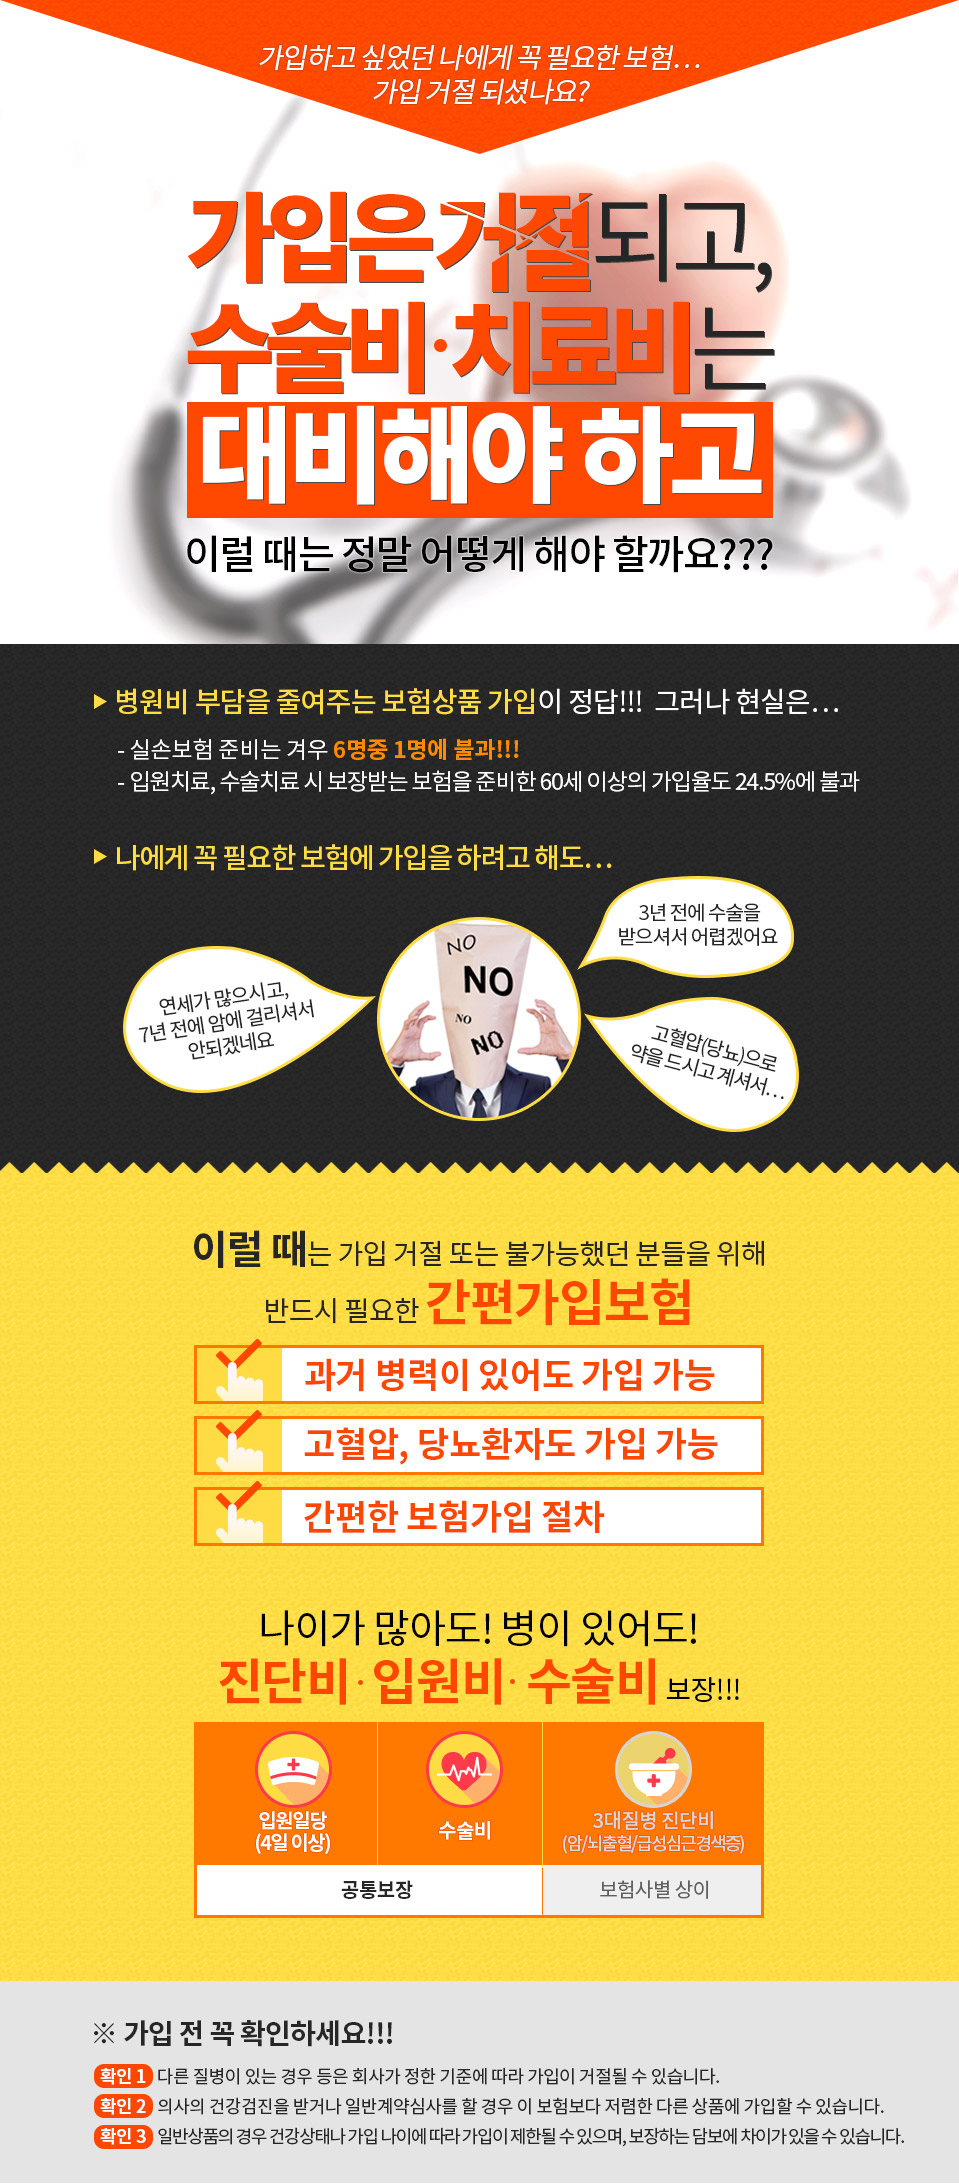 가입하고 싶었던 나에게 꼭 필요한 보험…
가입 거절 되셨나요?
가입은 거절되고,
수술비·치료비는
대비해야 하고
이럴 때는 정말 어떻게 해야 할까요???
▶ 병원비 부담을 줄여주는 보험상품 가입이 정답!!! 그러나 현실은…
- 실손보험 준비는 겨우 6명중 1명에 불과!!!
- 입원치료, 수술치료 시 보장받는 보험을 준비한 60세 이상의 가입율도 24.5%에 불과
▶ 나에게 꼭 필요한 보험에 가입을 하려고 해도…
3년 전에 수술을
받으셔서 어렵겠어요
연세가 많으시고,
7년 전에 암에 걸리셔서
안되겠네요
NO
NO
NO
NO
고혈압(당뇨)으로
약을 드시고 계셔서…
이럴 때는 가입 거절 또는 불가능했던 분들을 위해
반드시 필요한 간편가입보험
과거 병력이 있어도 가입 가능
고혈압, 당뇨환자도 가입 가능
간편한 보험가입 절차
나이가 많아도! 병이 있어도!
진단비·입원비·수술비 보장!!!
입원일당
(4일 이상)
수술비
3대질병 진단비
(암/뇌출혈/급성심근경색증)
공통보장
보험사별 상이
※ 가입 전 꼭 확인하세요!!!
확인 1 다른 질병이 있는 경우 등은 회사가 정한 기준에 따라 가입이 거절될 수 있습니다.
확인 2 의사의 건강검진을 받거나 일반계약심사를 할 경우 이 보험보다 저렴한 다른 상품에 가입할 수 있습니다.
확인 3 일반상품의 경우 건강상태나 가입 나이에 따라 가입이 제한될 수 있으며, 보장하는 담보에 차이가 있을 수 있습니다.